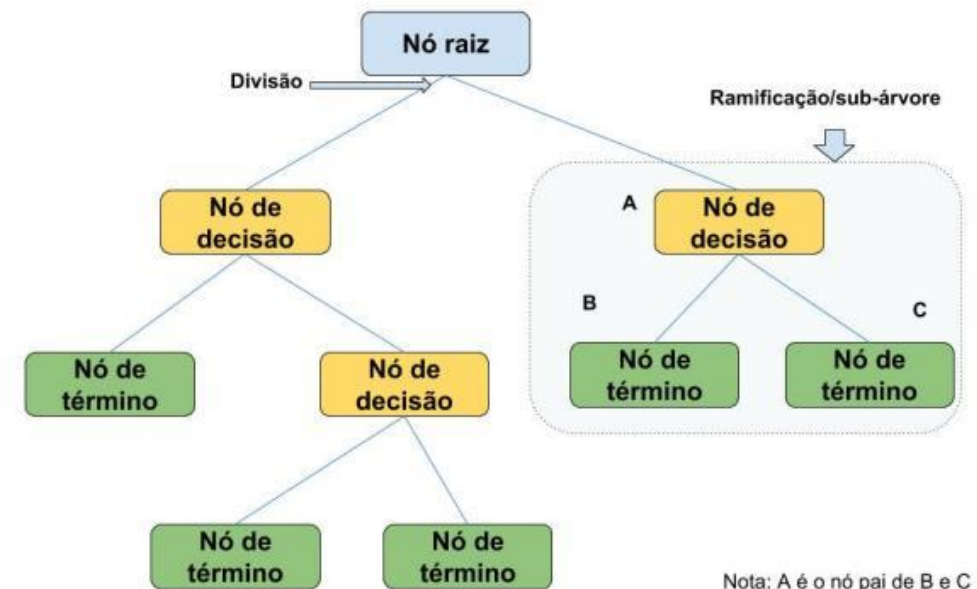 Nó raiz
Divisão
Ramificação/sub-árvore
Nó de
decisão
A
Nó de
decisão
B
C
Nó de
término
Nó de
decisão
Nó de
término
Nó de
término
Nó de
término
Nó de
término
Nota: A é o nó pai de B e C